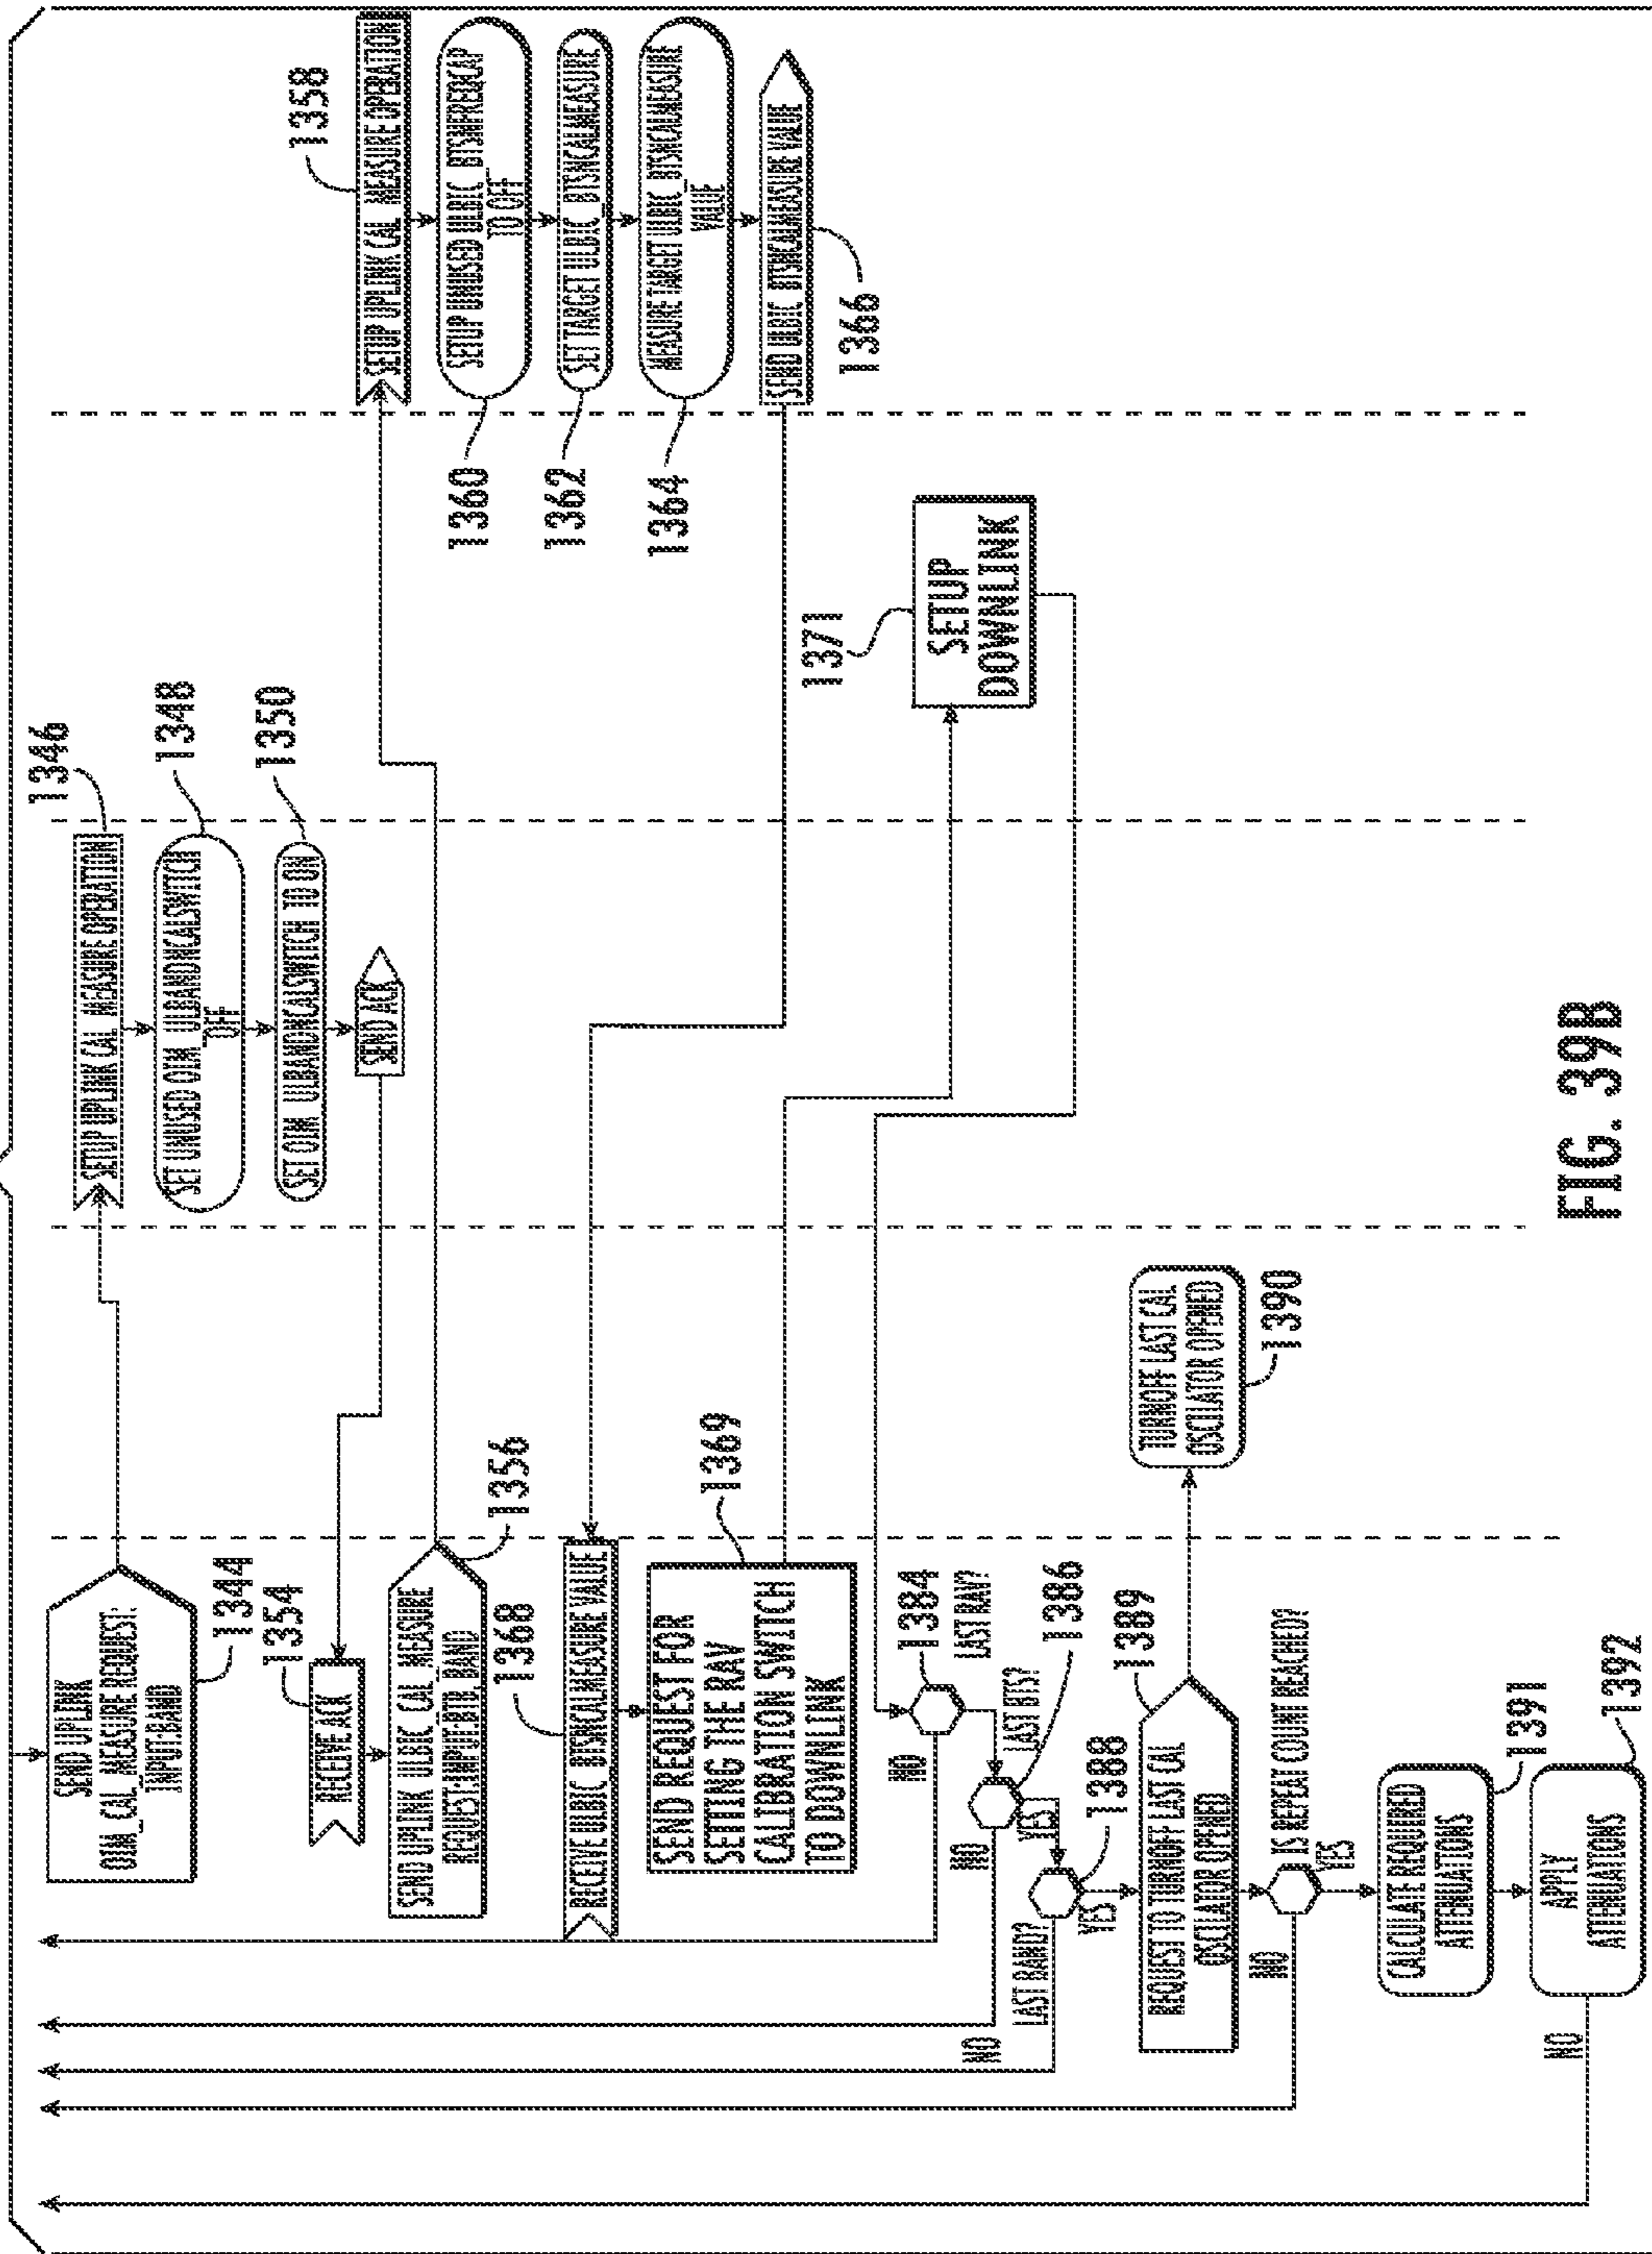 SEND UPLINK
OIM_CAL_MEASURE REQUEST:
INPUT:BAND
1344
SETUP UPLINK CAL_MEASURE OPERATION
1346
SET UNUSED OIM_ULBANDNCALSWITCH
OFF
1348
SET OIM_ULBANDNCALSWITCH TO ON
1350
SEND ACK
1354
RECEIVE ACK
SEND UPLINK ULBIC_CAL_MEASURE
REQUEST:INPUT:BTID, BAND
1356
SETUP UPLINK CAL_MEASURE OPERATION
1358
SETUP UNUSED ULBIC_BTSNFREQCAP
TO OFF
1360
SET TARGET ULBIC_BTSNCALMEASURE
1362
MEASURE TARGET ULBIC_BTSNCALMEASURE
VALUE
1364
SEND ULBIC_BTSNCALMEASURE VALUE
1366
1368
RECEIVE ULBIC_BTSNCALMEASURE VALUE
SEND REQUEST FOR
SETTING THE RAV
CALTBRATION SWITCH
TO DOWNLINK
1369
1371
SETUP
DOWNLINK
1384
LAST RAV?
NO
LAST BTS?
1386
NO
YES
1388
LAST BAND?
NO
YES
1389
REQUEST TO TURNOFF LAST CAL
OSCILATOR OPENED
TURNOFF LAST CAL
OSCILATOR OPENED
1390
IS REPEAT COUNT REACHED?
NO
YES
CALCULATE REQUIRED
ATTENUATIONS
1391
APPLY
ATTENUATIONS
1392
NO
FIG. 39B